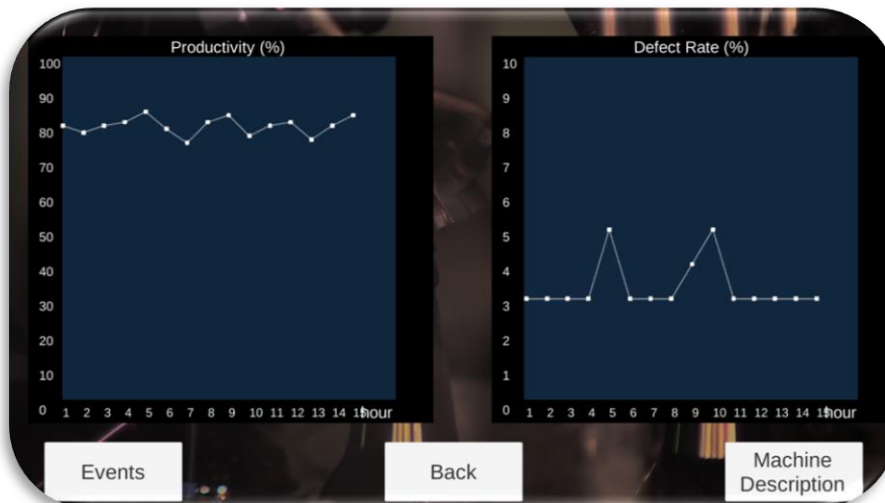 Productivity (%)
100
90
80
70
60
50
40
30
20
10
0
1 2 3 4 5 6 7 8 9 10 11 12 13 14 15 hour
Defect Rate (%)
10
9
8
7
6
5
4
3
2
1
0
1 2 3 4 5 6 7 8 9 10 11 12 13 14 15 hour
Events
Back
Machine
Description